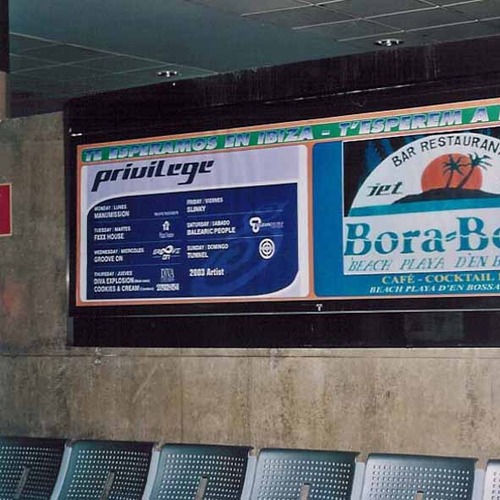 TE ESPERAMOS EN IBIZA - T'ESPEREM A
privilege
MONDAY / LUNES
MANUMISSION
TUESDAY / MARTES
FXXX HOUSE
WEDNESDAY / MIERCOLES
GROOVE ON
THURSDAY / JUEVES
DIVA EXPLOSION
COOKIES & CREAM
FRIDAY / VIERNES
SLINKY
SATURDAY / SABADO
BALEARIC PEOPLE
SUNDAY / DOMINGO
TUNNEL
2003 Artist
BAR RESTAURAN
jet
Bora-Bo
BEACH PLAYA D'EN B
CAFÉ - COCKTAIL
BEACH PLAYA D'EN BOSSA